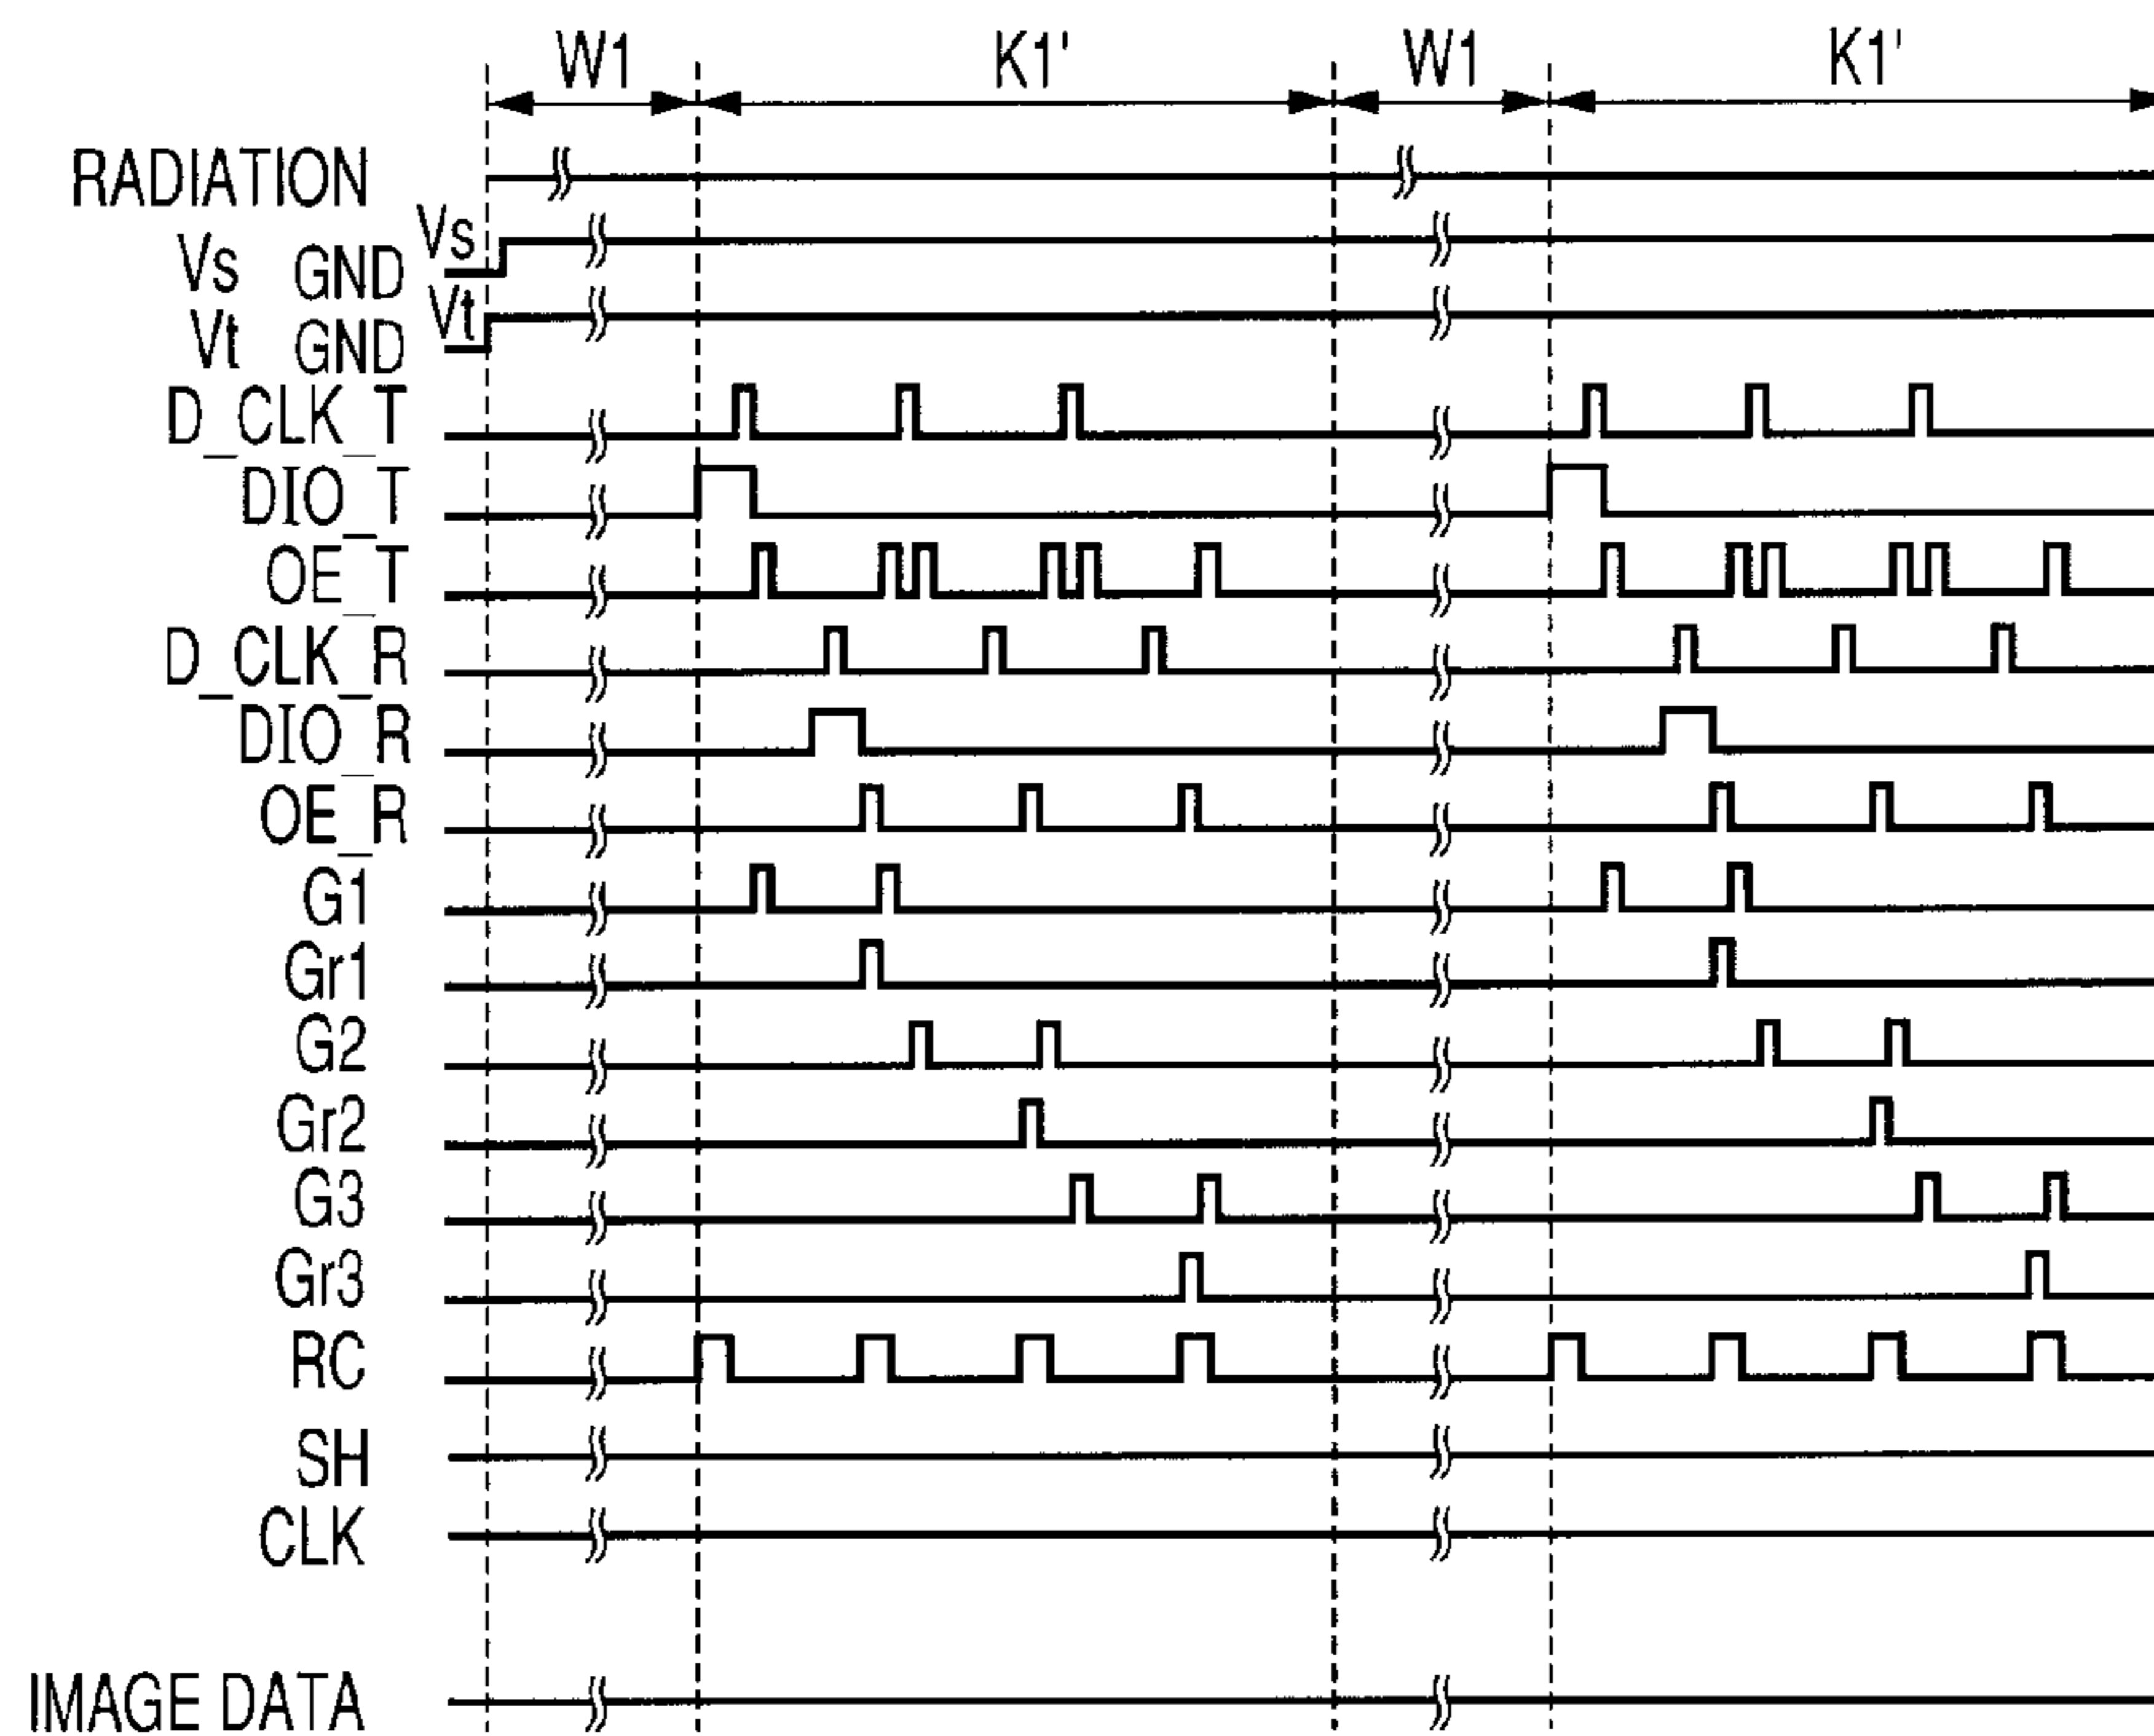 W1 K1' W1 K1'
RADIATION
Vs
Vs GND
Vt
Vt GND
D_CLK_T
DIO_T
OE_T
D_CLK_R
DIO_R
OE_R
G1
Gr1
G2
Gr2
G3
Gr3
RC
SH
CLK
IMAGE DATA